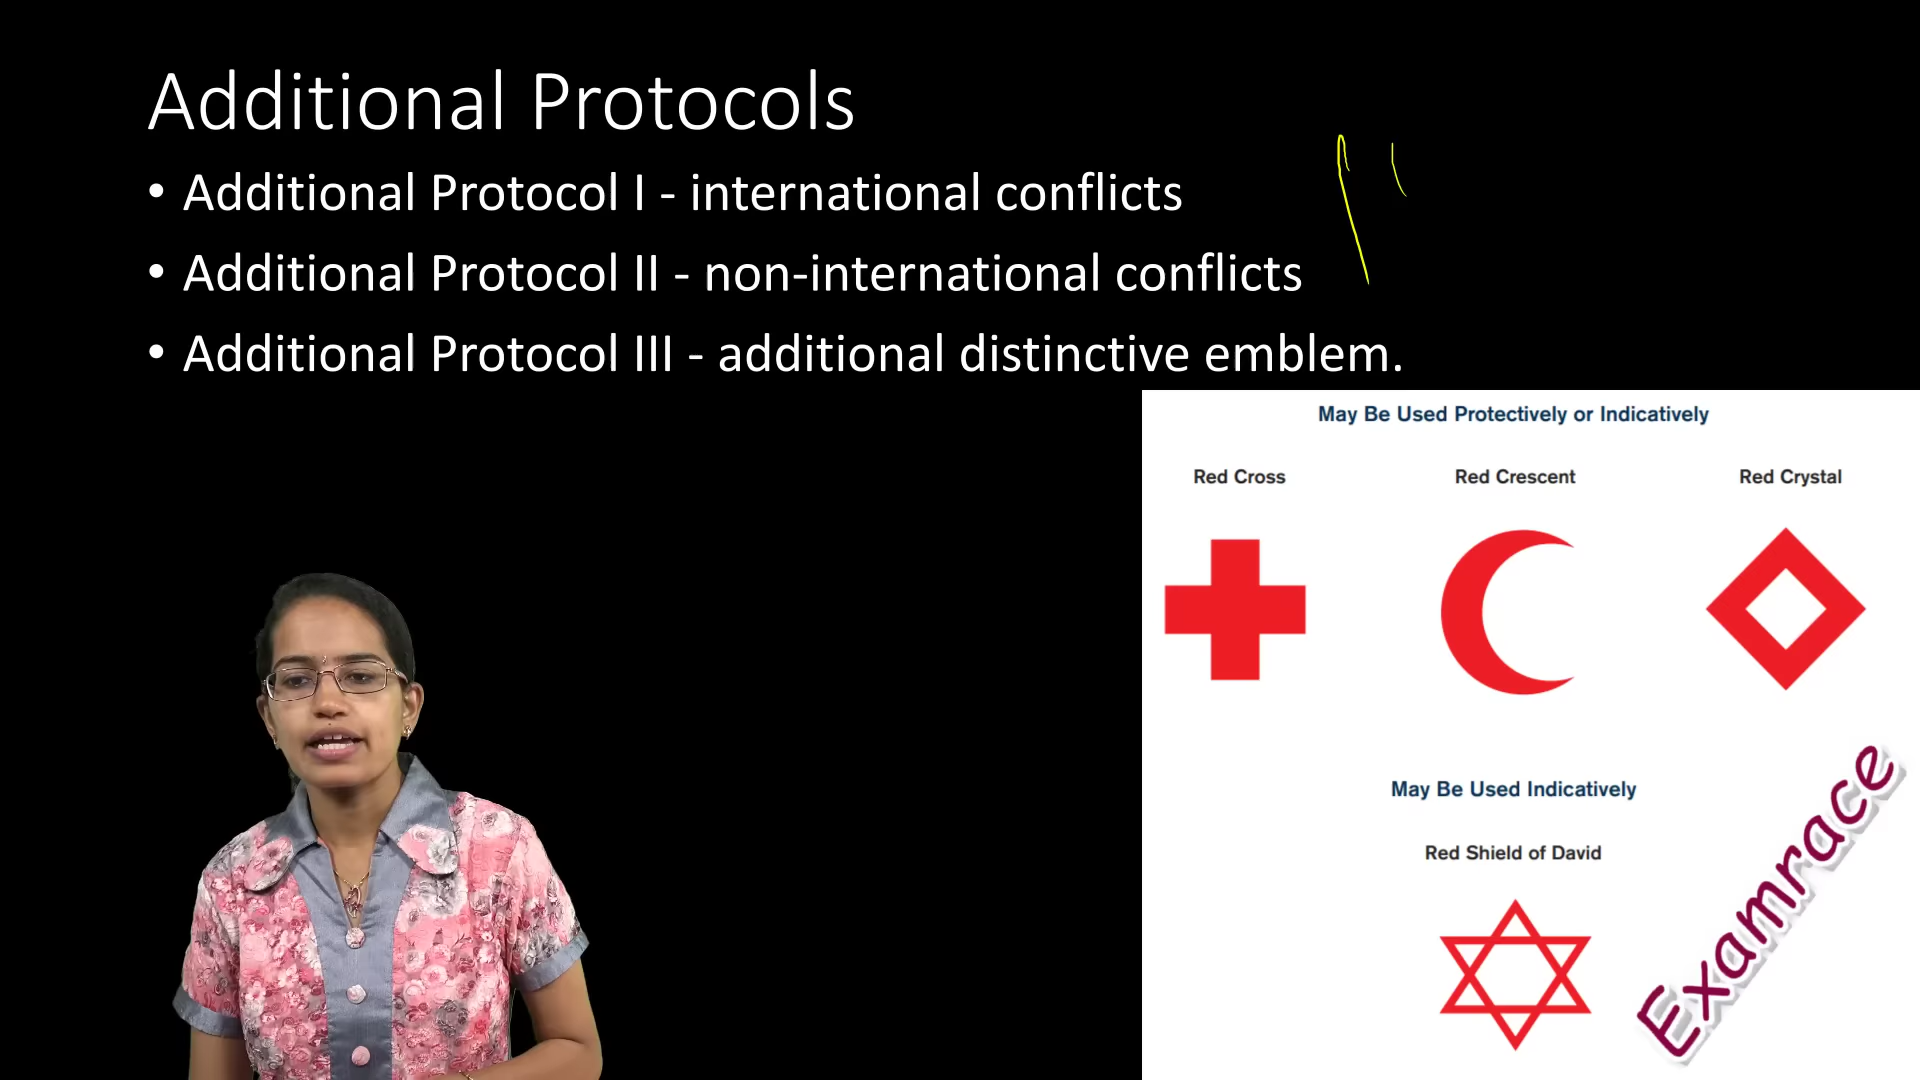 Additional Protocols
• Additional Protocol I - international conflicts
• Additional Protocol II - non-international conflicts
• Additional Protocol III - additional distinctive emblem.
May Be Used Protectively or Indicatively
Red Cross Red Crescent Red Crystal
May Be Used Indicatively
Red Shield of David
Examrace